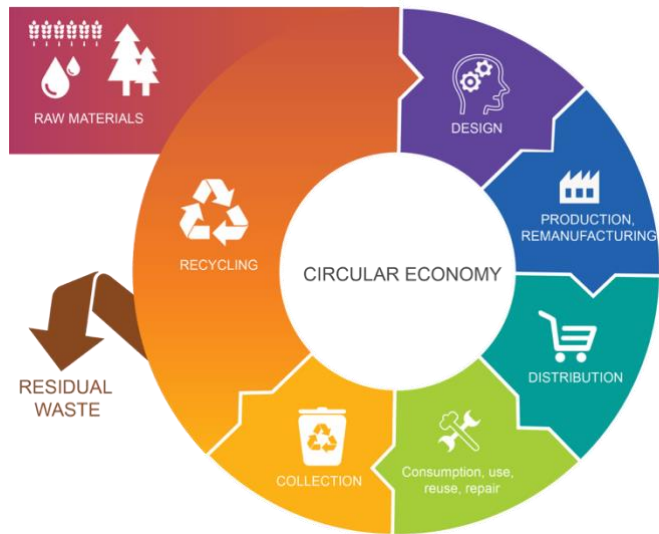 RAW MATERIALS
DESIGN
PRODUCTION,
REMANUFACTURING
RECYCLING
CIRCULAR ECONOMY
DISTRIBUTION
RESIDUAL
WASTE
COLLECTION
Consumption, use,
reuse, repair